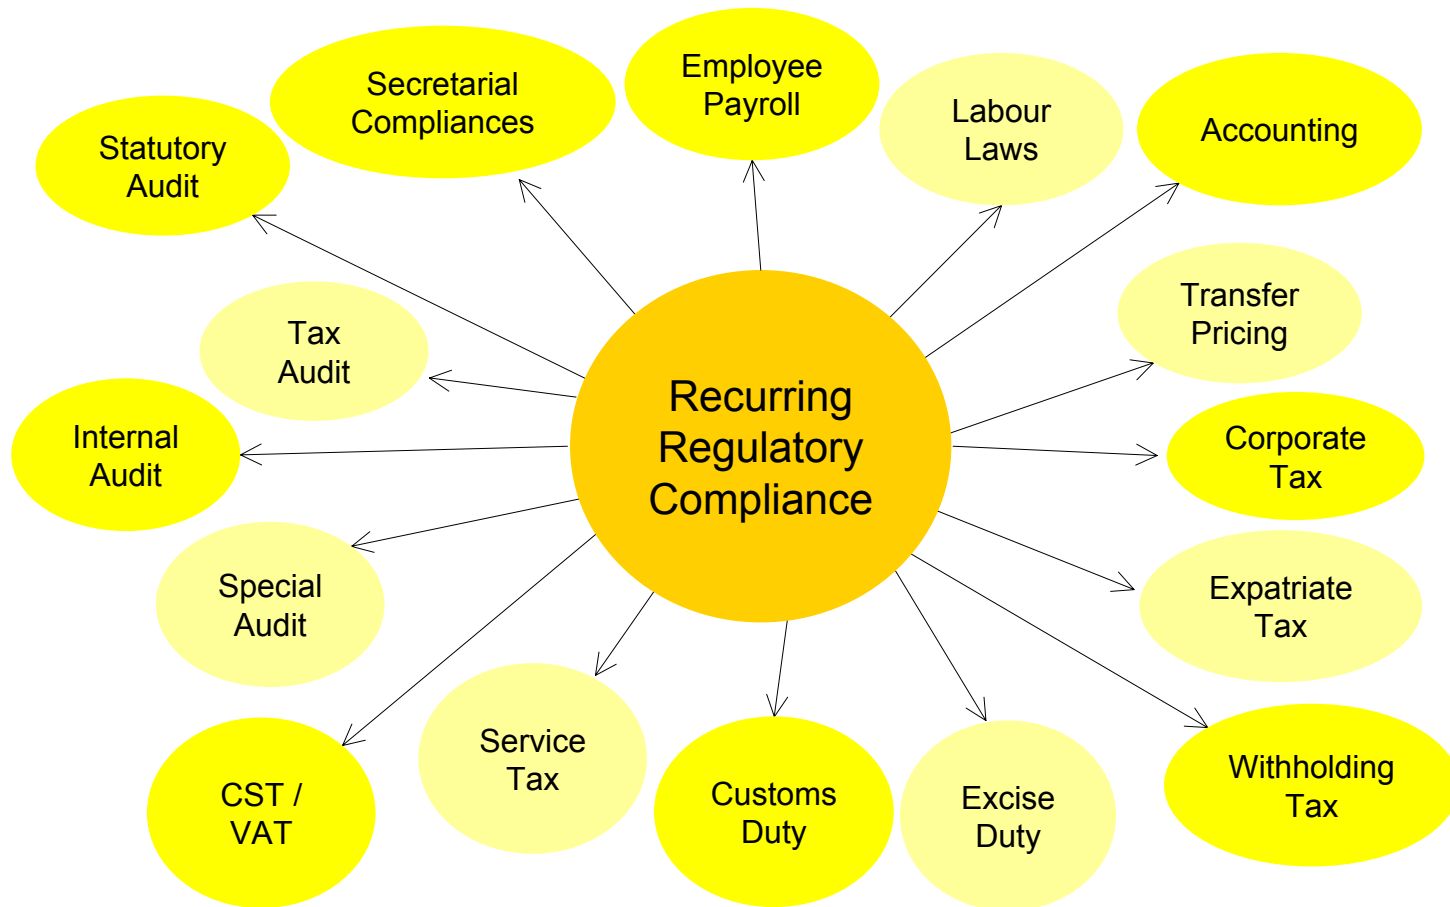 Employee
Payroll
Secretarial
Compliances
Labour
Laws
Accounting
Statutory
Audit
Transfer
Pricing
Tax
Audit
Recurring
Regulatory
Compliance
Internal
Audit
Corporate
Tax
Special
Audit
Expatriate
Tax
Service
Tax
CST /
VAT
Customs
Duty
Excise
Duty
Withholding
Tax